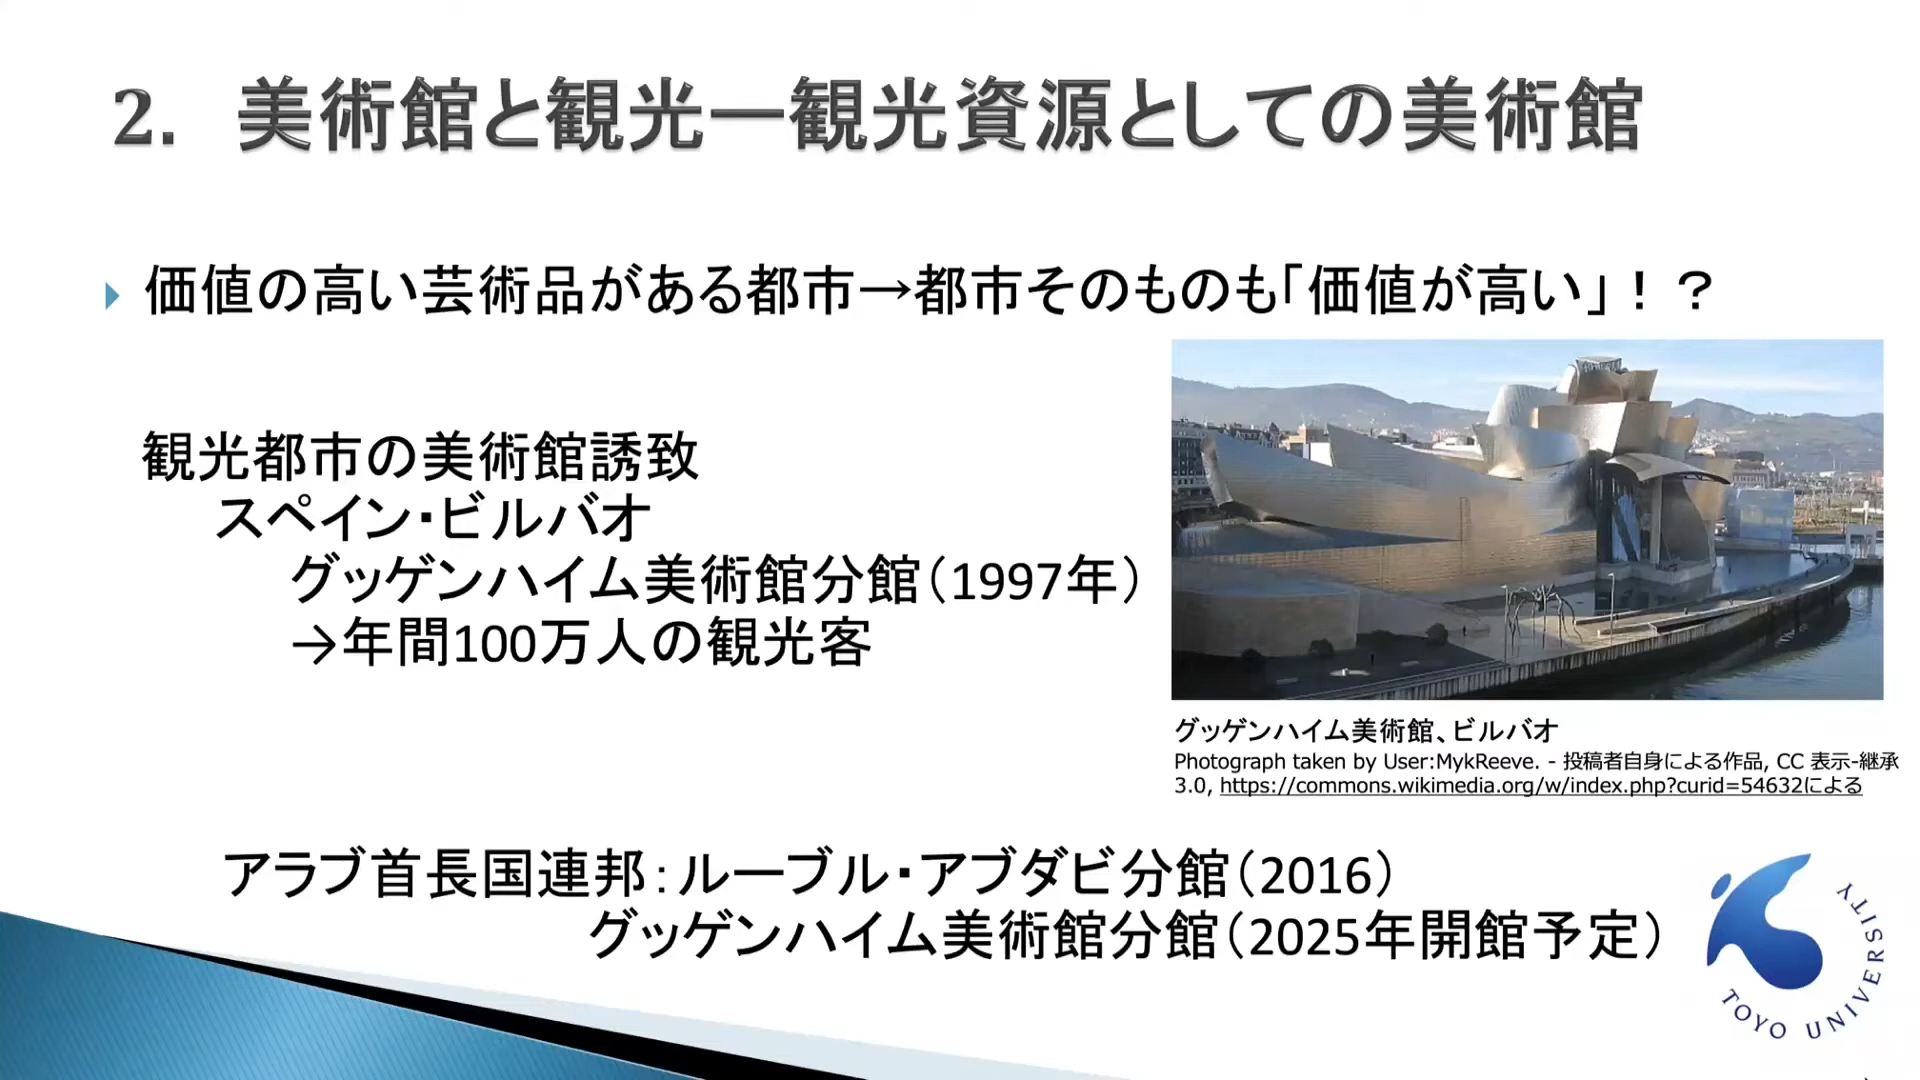 2. 美術館と観光―観光資源としての美術館
価値の高い芸術品がある都市→都市そのものも「価値が高い」！？
観光都市の美術館誘致
スペイン・ビルバオ
グッゲンハイム美術館分館（1997年）
→年間100万人の観光客
グッゲンハイム美術館、ビルバオ
Photograph taken by User:MykReeve. - 投稿者自身による作品, CC 表示-継承
3.0, https://commons.wikimedia.org/w/index.php?curid=54632による
アラブ首長国連邦：ルーブル・アブダビ分館（2016）
グッゲンハイム美術館分館（2025年開館予定）
TOYO UNIVERSITY